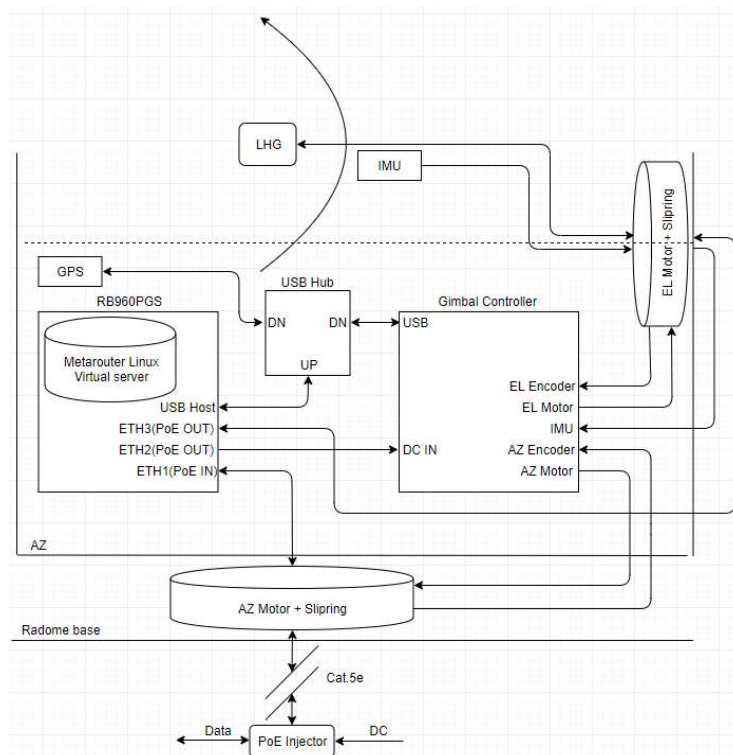 LHG
IMU
EL Motor + Slipring
GPS
USB Hub
RB960PGS
Gimbal Controller
DN
DN
USB
Metarouter Linux
Virtual server
UP
EL Encoder
USB Host
EL Motor
ETH3(PoE OUT)
IMU
ETH2(PoE OUT)
DC IN
AZ Encoder
ETH1(PoE IN)
AZ Motor
AZ
AZ Motor + Slipring
Radome base
Cat.5e
Data
PoE Injector
DC